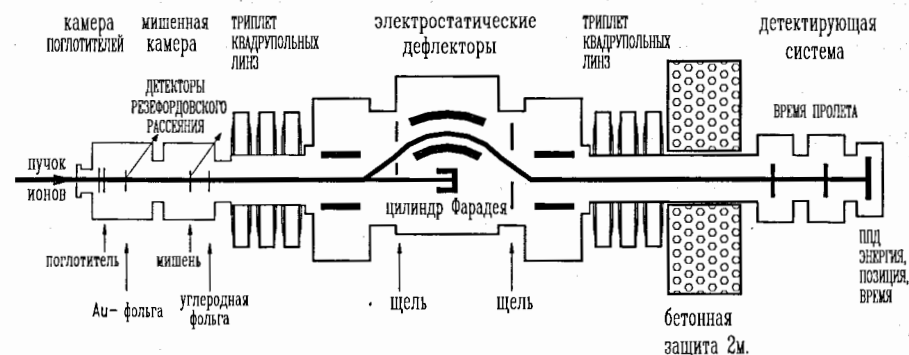 камера
ПОГЛОТИТЕЛЕЙ
мишенная
камера
ТРИПЛЕТ
КВАДРУПОЛЬНЫХ
ЛИНЗ
электростатические
дефлекторы
ТРИПЛЕТ
КВАДРУПОЛЬНЫХ
ЛИНЗ
детектирующая
система
ДЕТЕКТОРЫ
РЕЗЕФОРДОВСКОГО
РАССЕЯНИЯ
ВРЕМЯ ПРОЛЕТА
пучок
ионов
цилиндр Фарадея
поглотитель
мишень
Au- фольга
углеродная
фольга
щель
щель
бетонная
защита 2м.
ППД
ЭНЕРГИЯ,
ПОЗИЦИЯ,
ВРЕМЯ